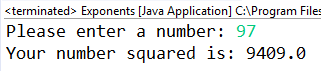 <terminated> Exponents [Java Application] C:\Program Files
Please enter a number: 97
Your number squared is: 9409.0